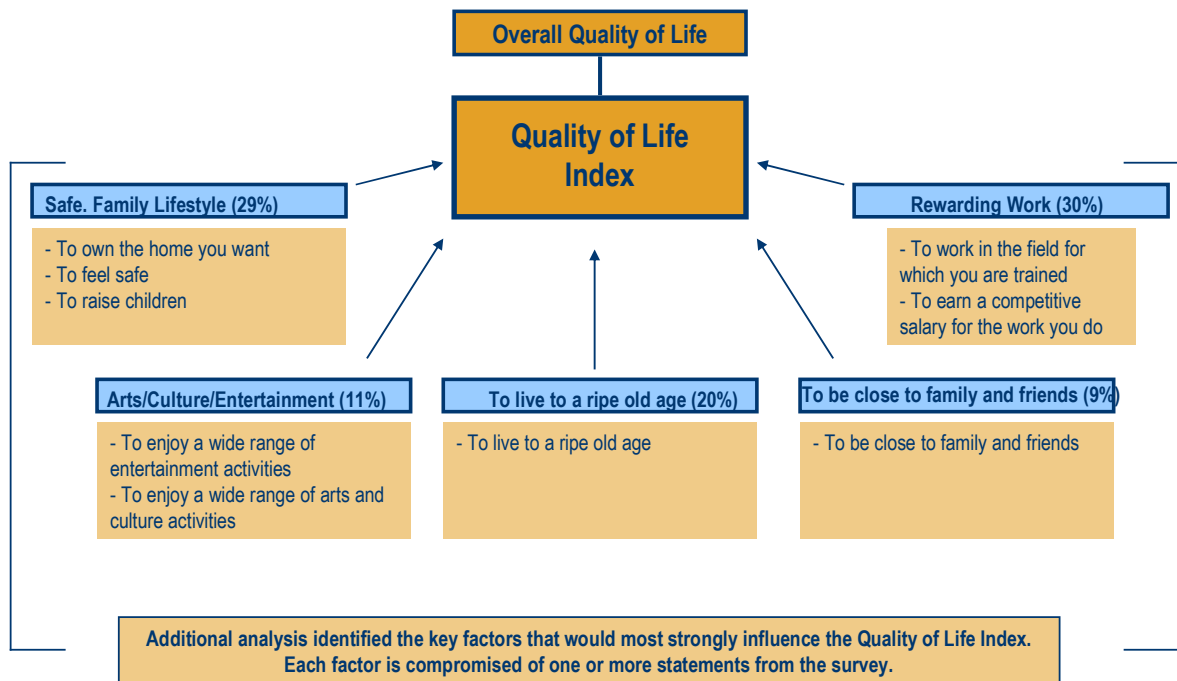 Overall Quality of Life
Quality of Life
Index
Safe. Family Lifestyle (29%)
- To own the home you want
- To feel safe
- To raise children
Rewarding Work (30%)
- To work in the field for
which you are trained
- To earn a competitive
salary for the work you do
Arts/Culture/Entertainment (11%)
- To enjoy a wide range of
entertainment activities
- To enjoy a wide range of arts and
culture activities
To live to a ripe old age (20%)
- To live to a ripe old age
To be close to family and friends (9%)
- To be close to family and friends
Additional analysis identified the key factors that would most strongly influence the Quality of Life Index.
Each factor is compromised of one or more statements from the survey.